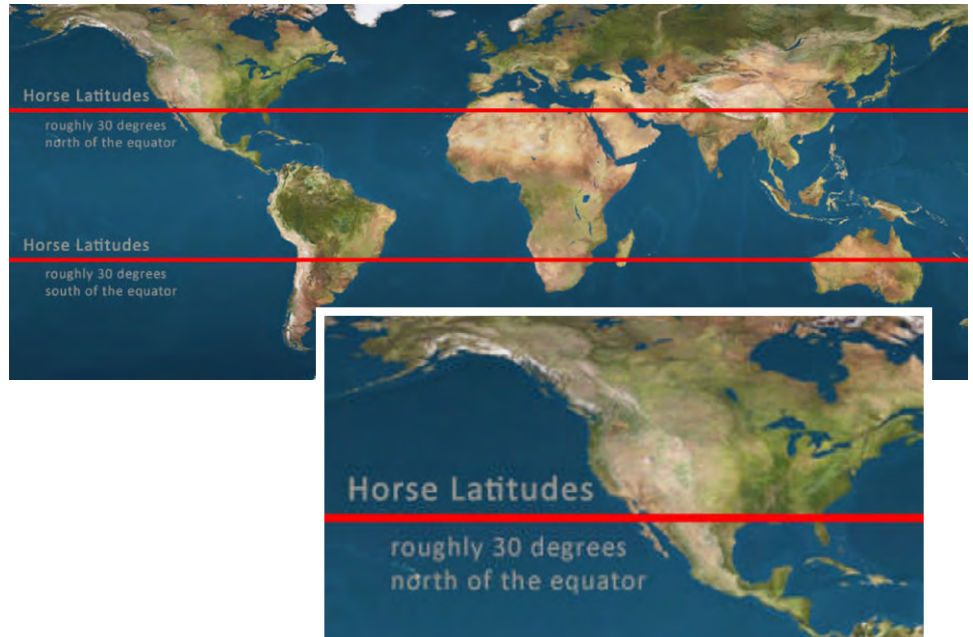 Horse Latitudes
roughly 30 degrees
north of the equator
Horse Latitudes
roughly 30 degrees
south of the equator
Horse Latitudes
roughly 30 degrees
north of the equator